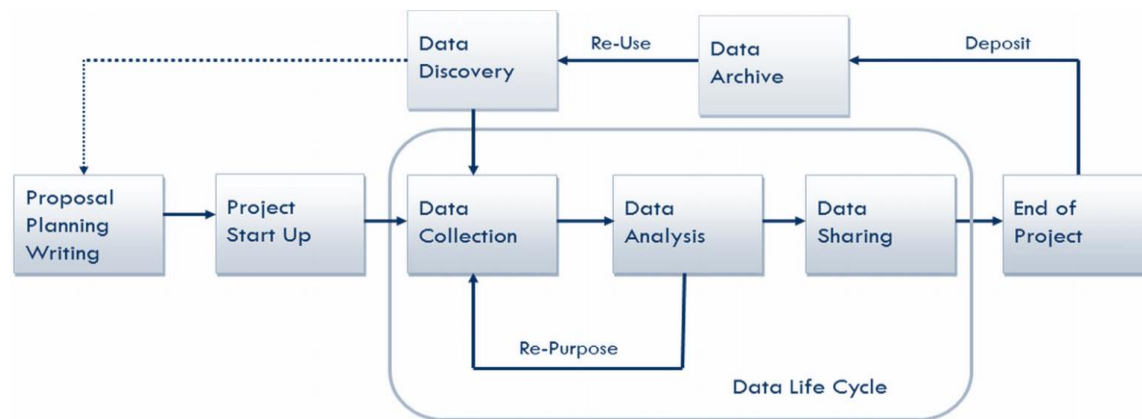 Data
Discovery
Re-Use
Data
Archive
Deposit
Proposal
Planning
Writing
Project
Start Up
Data
Collection
Data
Analysis
Data
Sharing
End of
Project
Re-Purpose
Data Life Cycle